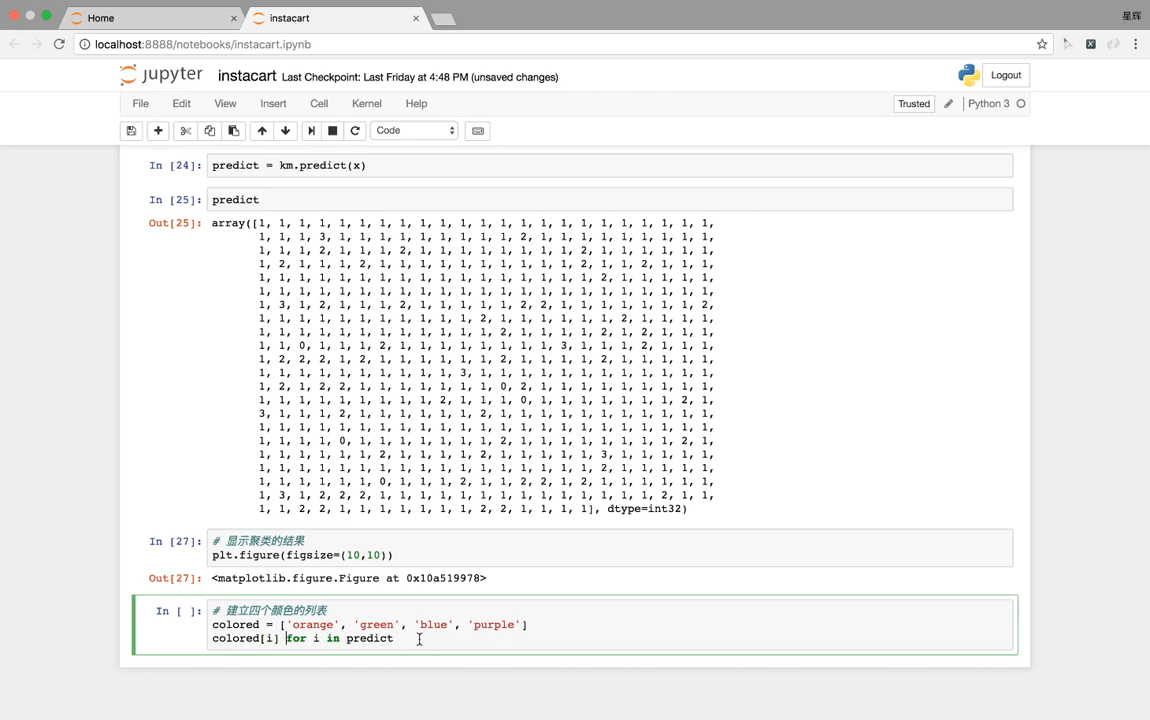 Home
instacart
星辉
localhost:8888/notebooks/instacart.ipynb
jupyter instacart Last Checkpoint: Last Friday at 4:48 PM (unsaved changes)
Logout
File Edit View Insert Cell Kernel Help
Trusted Python 3
Code
In [24]: predict = km.predict(x)
In [25]: predict
Out[25]: array([1, 1, 1, 1, 1, 1, 1, 1, 1, 1, 1, 1, 1, 1, 1, 1, 1, 1, 1, 1, 1, 1, 1,
1, 1, 1, 3, 1, 1, 1, 1, 1, 1, 1, 1, 1, 2, 1, 1, 1, 1, 1, 1, 1, 1, 1,
1, 1, 1, 2, 1, 1, 1, 2, 1, 1, 1, 1, 1, 1, 1, 1, 2, 1, 1, 1, 1, 1, 1,
1, 2, 1, 1, 1, 2, 1, 1, 1, 1, 1, 1, 1, 1, 1, 1, 2, 1, 1, 2, 1, 1, 1,
1, 1, 1, 1, 1, 1, 1, 1, 1, 1, 1, 1, 1, 1, 1, 1, 1, 2, 1, 1, 1, 1, 1,
1, 1, 1, 1, 1, 1, 1, 1, 1, 1, 1, 1, 1, 1, 1, 1, 1, 1, 1, 1, 1, 1, 1,
1, 3, 1, 2, 1, 1, 1, 2, 1, 1, 1, 1, 1, 2, 2, 1, 1, 1, 1, 1, 1, 1, 2,
1, 1, 1, 1, 1, 1, 1, 1, 1, 1, 1, 2, 1, 1, 1, 1, 1, 1, 2, 1, 1, 1, 1,
1, 1, 1, 1, 1, 1, 1, 1, 1, 1, 1, 1, 2, 1, 1, 1, 1, 2, 1, 2, 1, 1, 1,
1, 1, 0, 1, 1, 1, 2, 1, 1, 1, 1, 1, 1, 1, 1, 3, 1, 1, 1, 2, 1, 1, 1,
1, 2, 2, 2, 1, 2, 1, 1, 1, 1, 1, 1, 2, 1, 1, 1, 1, 2, 1, 1, 1, 1, 1,
1, 1, 1, 1, 1, 1, 1, 1, 1, 1, 3, 1, 1, 1, 1, 1, 1, 1, 1, 1, 1, 1, 1,
1, 2, 1, 2, 2, 1, 1, 1, 1, 1, 1, 1, 0, 2, 1, 1, 1, 1, 1, 1, 1, 1, 1,
1, 1, 1, 1, 1, 1, 1, 1, 1, 2, 1, 1, 1, 0, 1, 1, 1, 1, 1, 1, 1, 2, 1,
3, 1, 1, 1, 2, 1, 1, 1, 1, 1, 1, 2, 1, 1, 1, 1, 1, 1, 1, 1, 1, 1, 1,
1, 1, 1, 1, 1, 1, 1, 1, 1, 1, 1, 1, 1, 1, 1, 1, 1, 1, 1, 1, 1, 1, 1,
1, 1, 1, 1, 0, 1, 1, 1, 1, 1, 1, 1, 2, 1, 1, 1, 1, 1, 1, 1, 1, 2, 1,
1, 1, 1, 1, 1, 1, 2, 1, 1, 1, 1, 2, 1, 1, 1, 1, 1, 3, 1, 1, 1, 1, 1,
1, 1, 1, 1, 1, 1, 1, 1, 1, 1, 1, 1, 1, 1, 1, 1, 1, 2, 1, 1, 1, 1, 1,
1, 1, 1, 1, 1, 1, 0, 1, 1, 1, 2, 1, 1, 2, 2, 1, 2, 1, 1, 1, 1, 1, 1,
1, 3, 1, 2, 2, 2, 1, 1, 1, 1, 1, 1, 1, 1, 1, 1, 1, 1, 1, 1, 2, 1, 1,
1, 1, 2, 2, 1, 1, 1, 1, 1, 1, 1, 2, 2, 1, 1, 1, 1], dtype=int32)
In [27]: # 显示聚类的结果
plt.figure(figsize=(10,10))
Out[27]: <matplotlib.figure.Figure at 0x10a519978>
In [ ]: # 建立四个颜色的列表
colored = ['orange', 'green', 'blue', 'purple']
colored[i] for i in predict